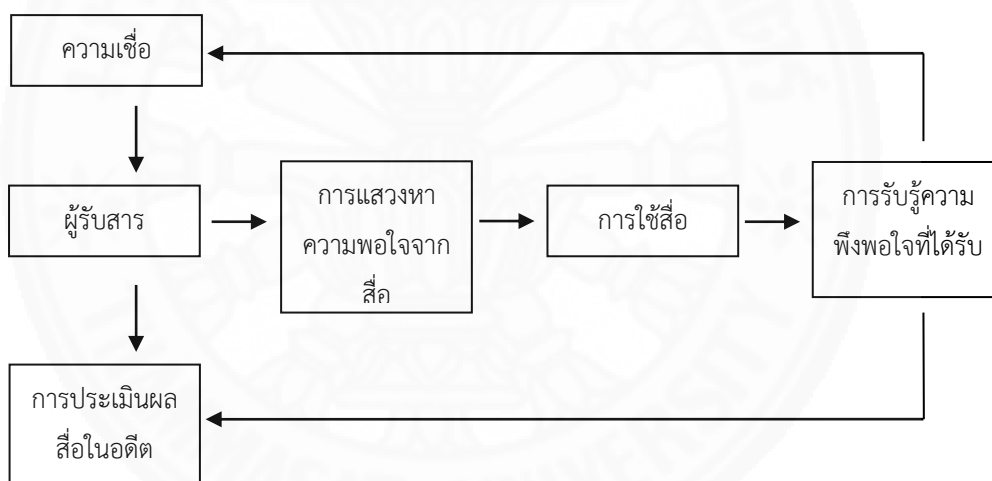 ความเชื่อ
ผู้รับสาร
การแสวงหา
ความพอใจจาก
สื่อ
การใช้สื่อ
การรับรู้ความ
พึงพอใจที่ได้รับ
การประเมินผล
สื่อในอดีต